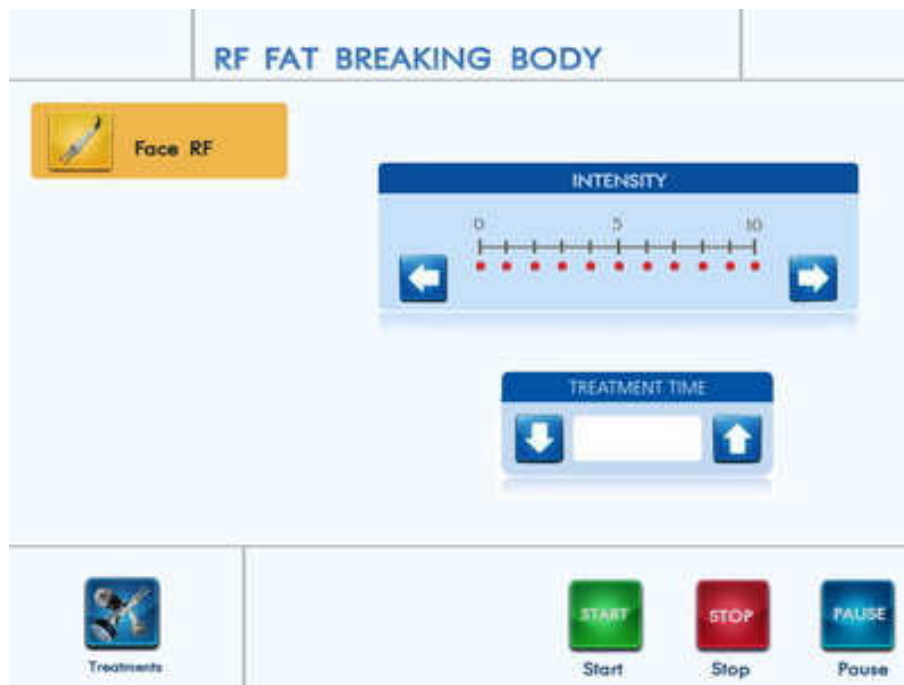 RF FAT BREAKING BODY
Face RF
INTENSITY
0 5 10
TREATMENT TIME
START STOP PAUSE
Treatments Start Stop Pause